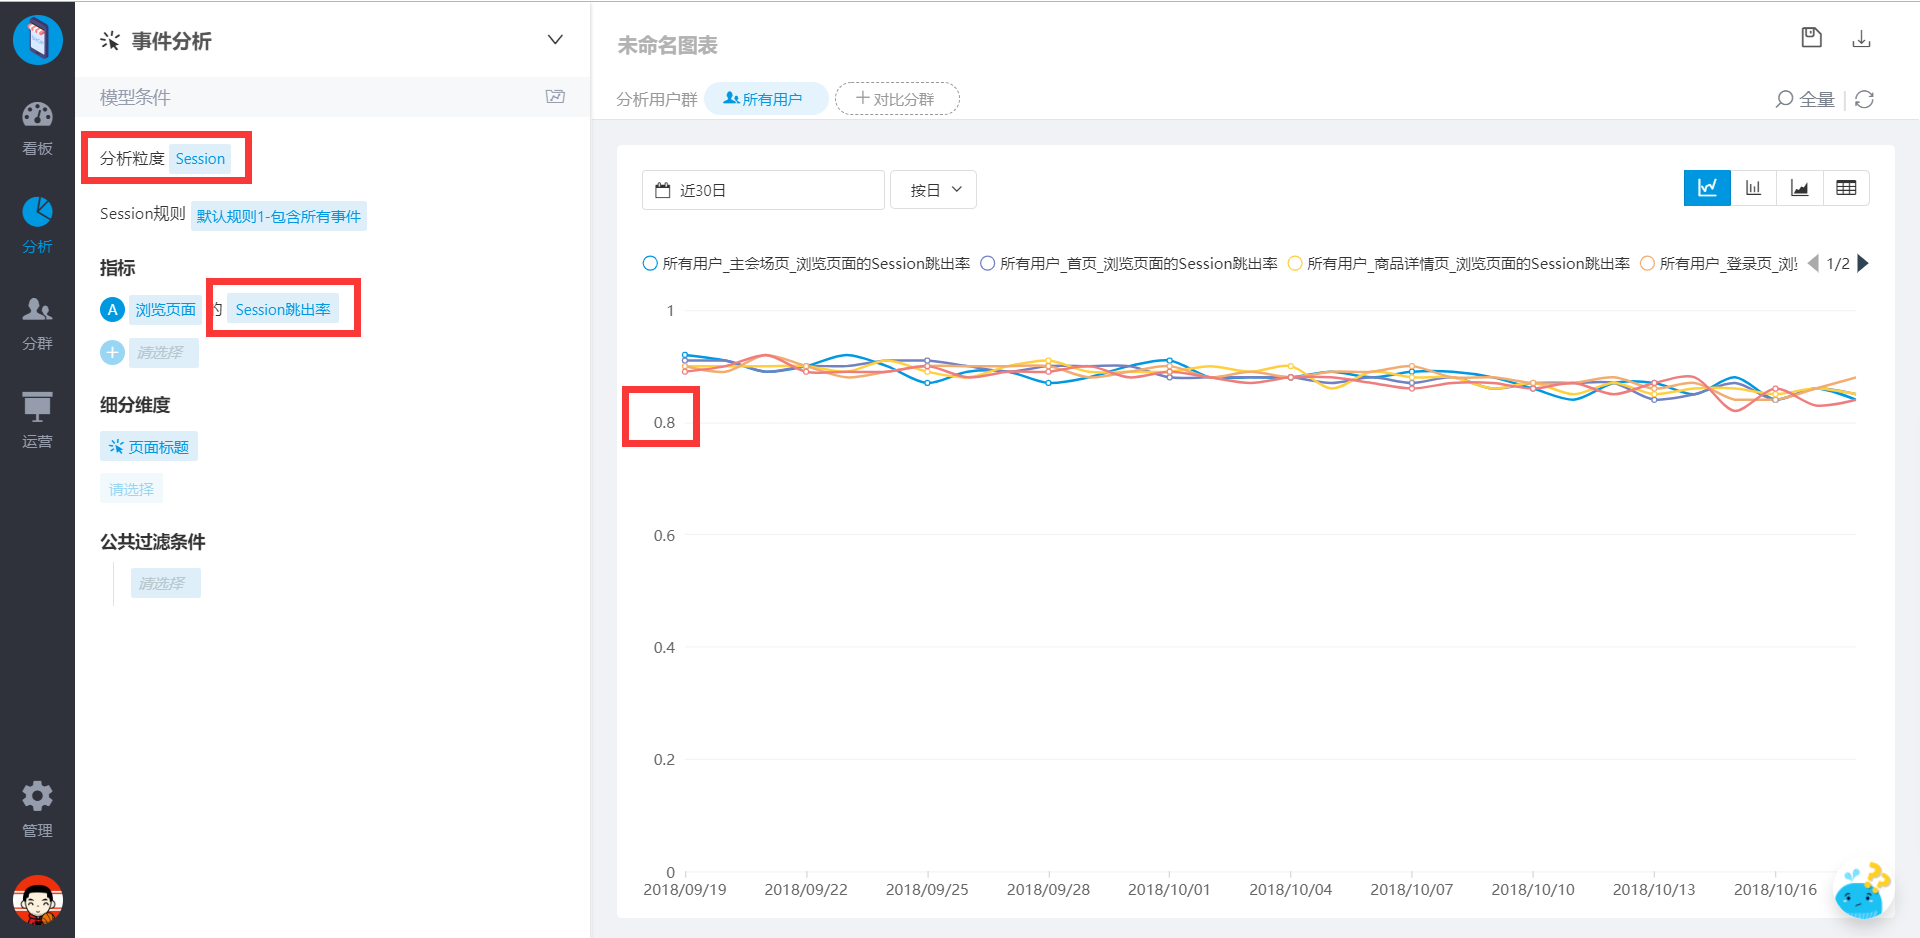 看板
分析
分群
运营
管理
事件分析
模型条件
分析粒度 Session
Session规则 默认规则1-包含所有事件
指标
A 浏览页面 的 Session跳出率
请选择
细分维度
页面标题
请选择
公共过滤条件
请选择
未命名图表
分析用户群 所有用户 对比分群
全量
近30日 按日
所有用户_主会场页_浏览页面的Session跳出率 所有用户_首页_浏览页面的Session跳出率 所有用户_商品详情页_浏览页面的Session跳出率 所有用户_登录页_浏 1/2
1
0.8
0.6
0.4
0.2
0
2018/09/19 2018/09/22 2018/09/25 2018/09/28 2018/10/01 2018/10/04 2018/10/07 2018/10/10 2018/10/13 2018/10/16